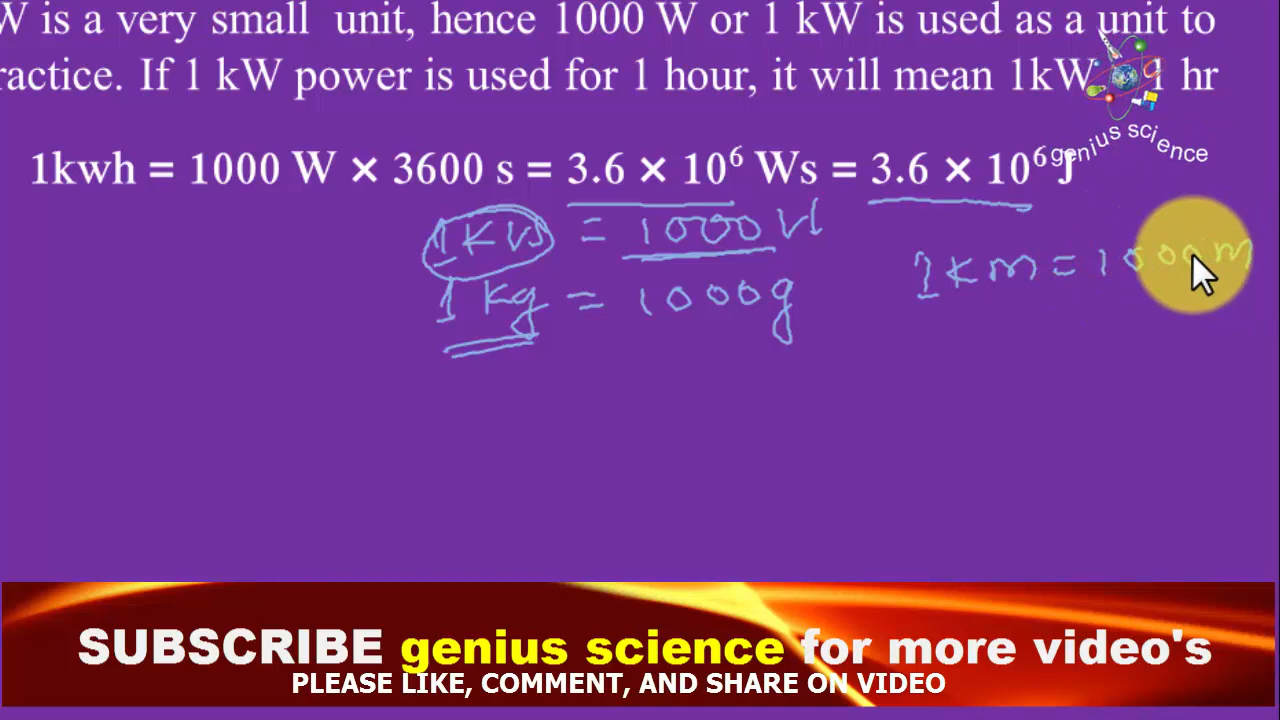 W is a very small unit, hence 1000 W or 1 kW is used as a unit to
ractice. If 1 kW power is used for 1 hour, it will mean 1kW 1 hr
genius science
1kwh = 1000 W × 3600 s = 3.6 × 10⁶ Ws = 3.6 × 10⁶ J
1KW = 1000W
1Km = 1000m
1Kg = 1000g
SUBSCRIBE genius science for more video's
PLEASE LIKE, COMMENT, AND SHARE ON VIDEO